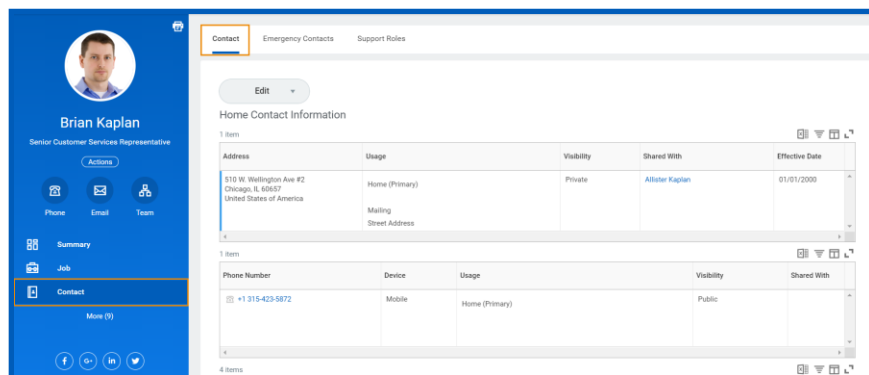 Brian Kaplan
Senior Customer Services Representative
Actions
Phone Email Team
Summary
Job
Contact
More (9)
f G+ in
Contact Emergency Contacts Support Roles
Edit
Home Contact Information
1 item
Address Usage Visibility Shared With Effective Date
510 W. Wellington Ave #2 Home (Primary) Private Allister Kaplan 01/01/2000
Chicago, IL 60657
United States of America
Mailing
Street Address
1 item
Phone Number Device Usage Visibility Shared With
+1 315-423-5872 Mobile Home (Primary) Public
4 items